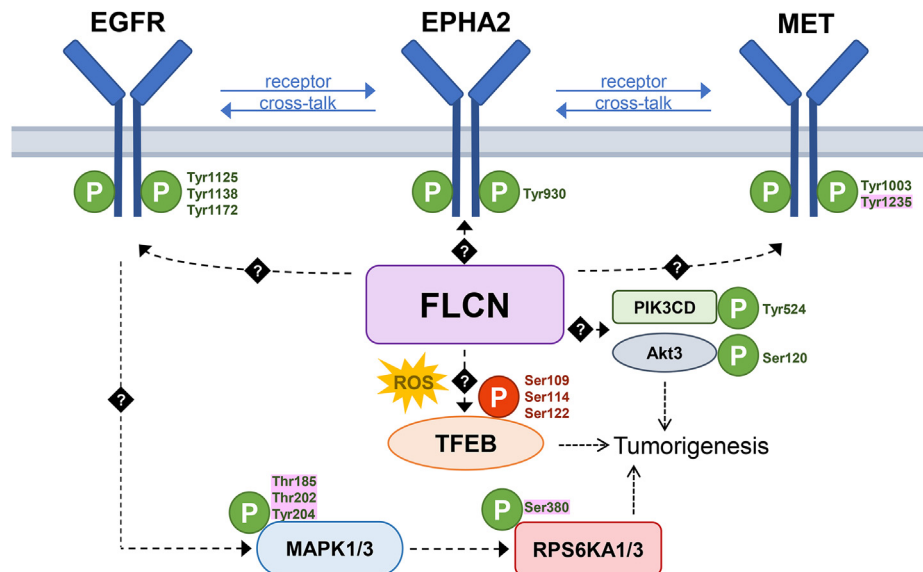 EGFR
EPHA2
MET
receptor
cross-talk
receptor
cross-talk
P
P
Tyr1125
Tyr1138
Tyr1172
P
P
Tyr930
P
P
Tyr1003
Tyr1235
?
?
?
FLCN
?
PIK3CD
P
Tyr524
Akt3
P
Ser120
?
ROS
?
P
Ser109
Ser114
Ser122
TFEB
Tumorigenesis
P
Thr185
Thr202
Tyr204
MAPK1/3
P
Ser380
RPS6KA1/3